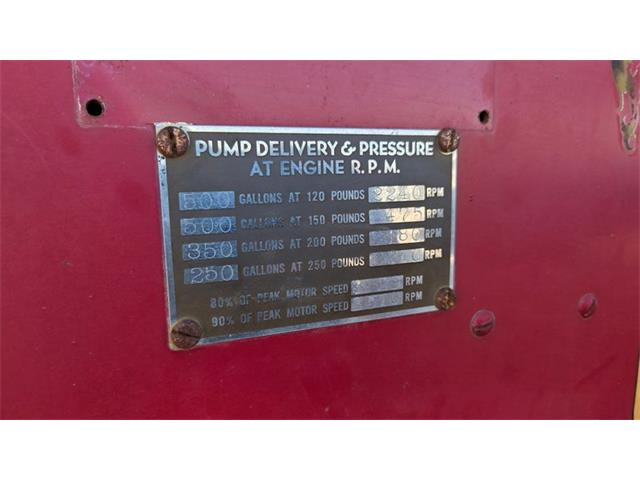 PUMP DELIVERY & PRESSURE
AT ENGINE R.P.M.
500 GALLONS AT 120 POUNDS 2240 RPM
500 GALLONS AT 150 POUNDS RPM
350 GALLONS AT 200 POUNDS RPM
250 GALLONS AT 250 POUNDS RPM
80% OF PEAK MOTOR SPEED RPM
90% OF PEAK MOTOR SPEED RPM